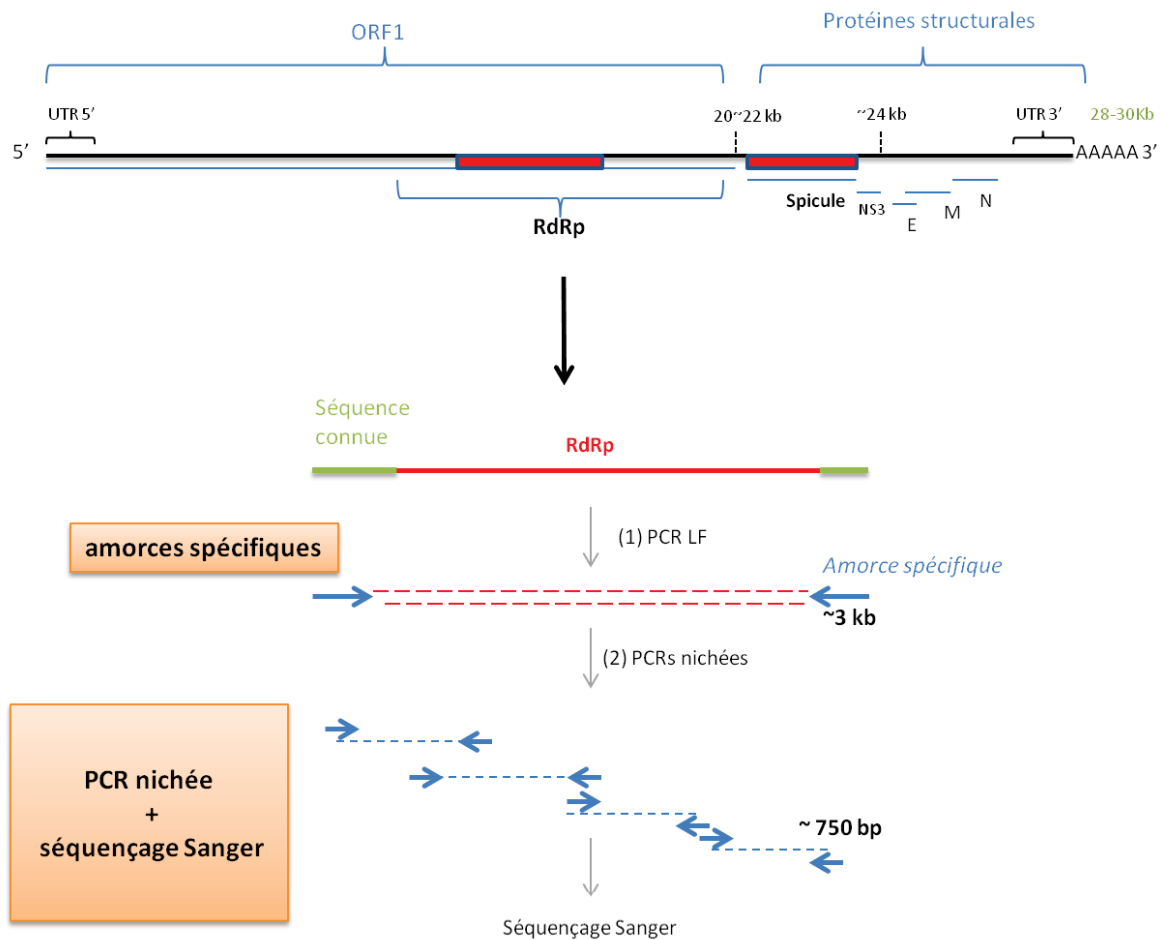 ORF1
Protéines structurales
UTR 5’
20~22 kb
~24 kb
UTR 3’
28-30Kb
5’
AAAAA 3’
Spicule
NS3
E
M
N
RdRp
Séquence
connue
RdRp
(1) PCR LF
amorces spécifiques
Amorce spécifique
~3 kb
(2) PCRs nichées
PCR nichée
+
séquençage Sanger
~ 750 bp
Séquençage Sanger